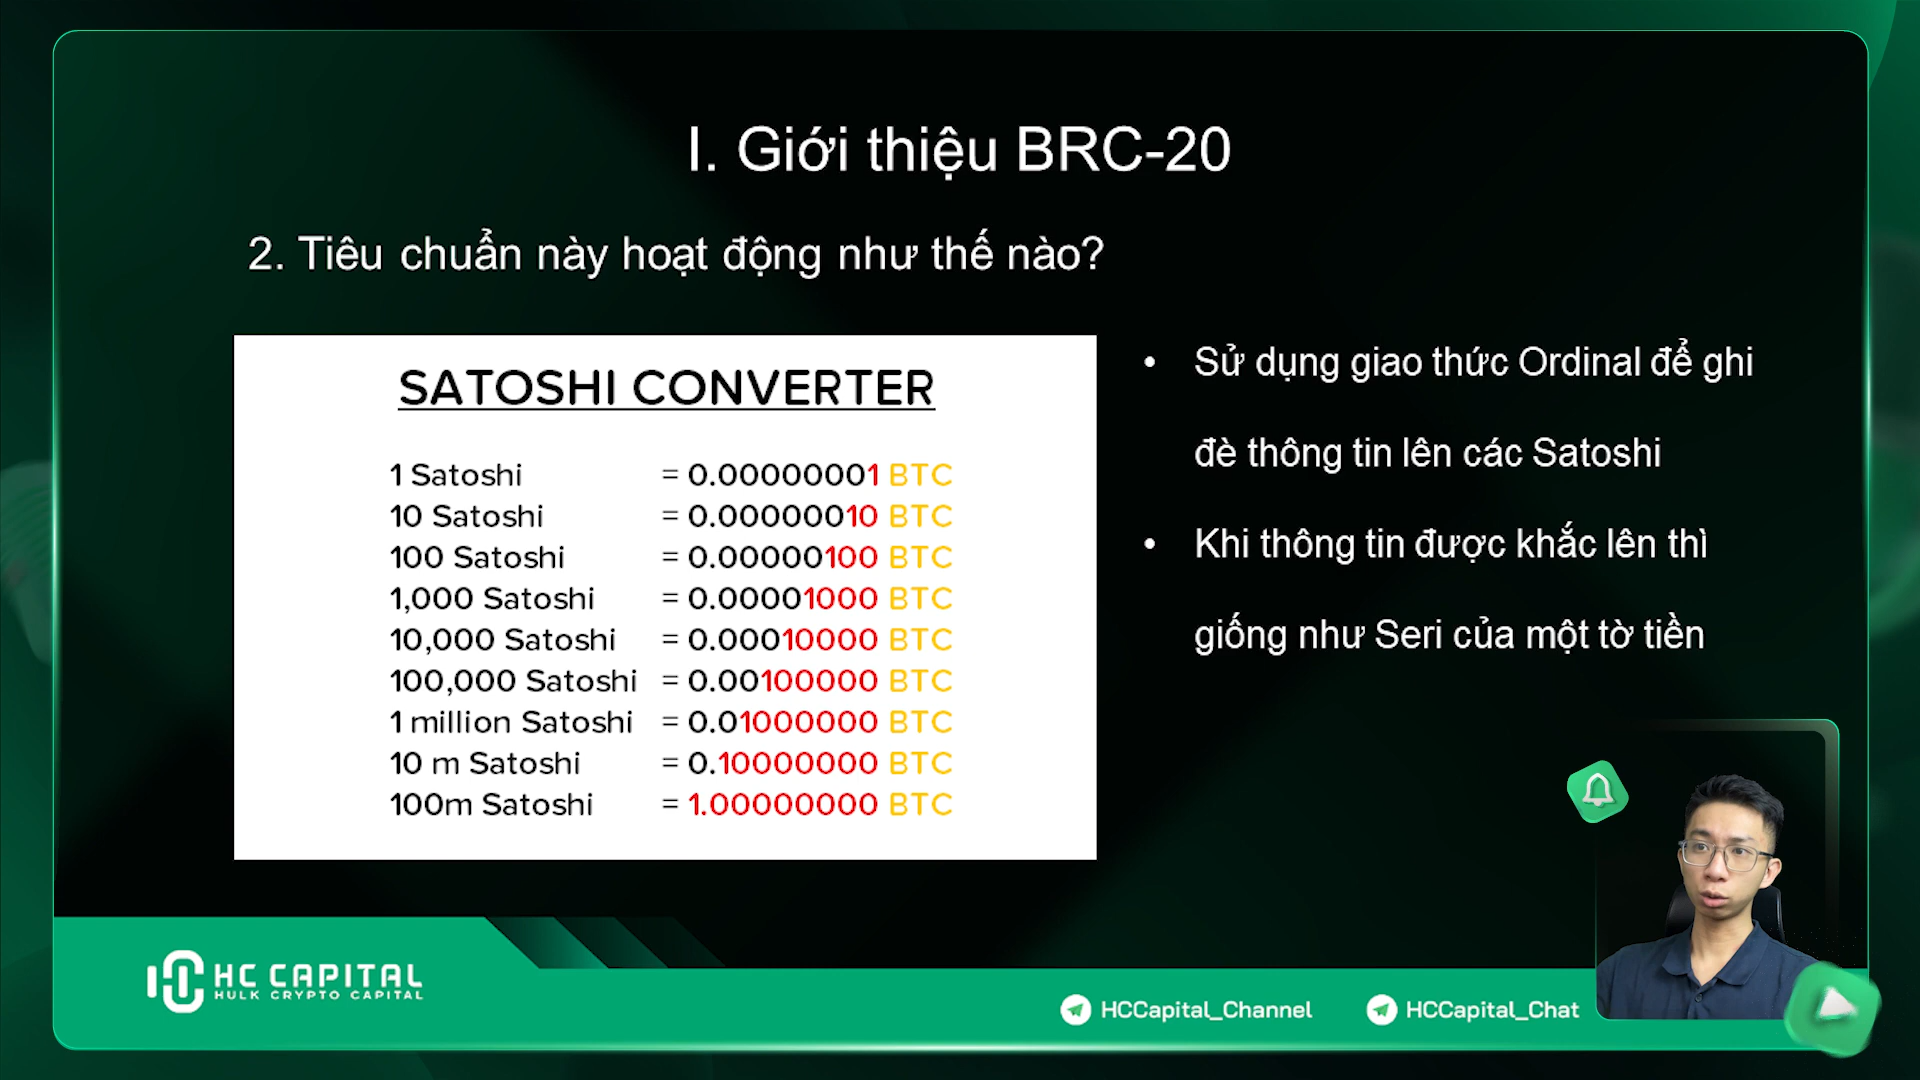 I. Giới thiệu BRC-20
2. Tiêu chuẩn này hoạt động như thế nào?
SATOSHI CONVERTER
1 Satoshi = 0.00000001 BTC
10 Satoshi = 0.00000010 BTC
100 Satoshi = 0.00000100 BTC
1,000 Satoshi = 0.00001000 BTC
10,000 Satoshi = 0.00010000 BTC
100,000 Satoshi = 0.00100000 BTC
1 million Satoshi = 0.01000000 BTC
10 m Satoshi = 0.10000000 BTC
100m Satoshi = 1.00000000 BTC
• Sử dụng giao thức Ordinal để ghi
đè thông tin lên các Satoshi
• Khi thông tin được khắc lên thì
giống như Seri của một tờ tiền
HC CAPITAL
HULK CRYPTO CAPITAL
HCCapital_Channel
HCCapital_Chat